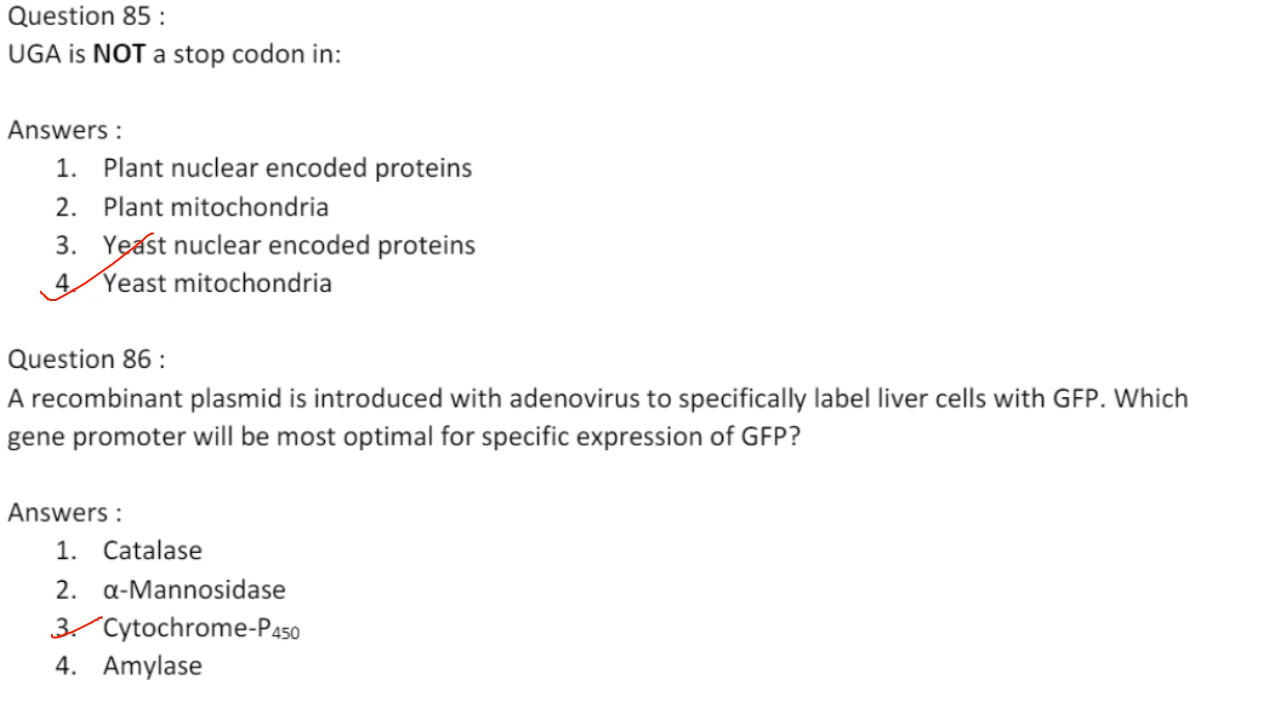 Question 85 :
UGA is NOT a stop codon in:
Answers :
1. Plant nuclear encoded proteins
2. Plant mitochondria
3. Yeast nuclear encoded proteins
4. Yeast mitochondria
Question 86 :
A recombinant plasmid is introduced with adenovirus to specifically label liver cells with GFP. Which
gene promoter will be most optimal for specific expression of GFP?
Answers :
1. Catalase
2. α-Mannosidase
3. Cytochrome-P450
4. Amylase